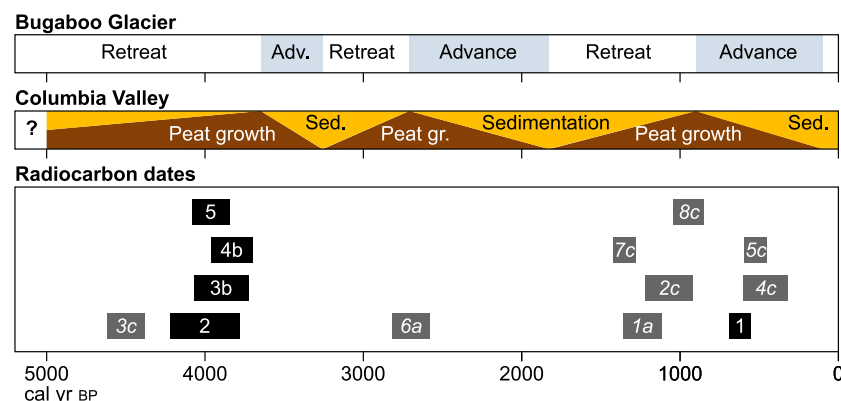 Bugaboo Glacier
Retreat Adv. Retreat Advance Retreat Advance
Columbia Valley
? Peat growth Sed. Peat gr. Sedimentation Peat growth Sed.
Radiocarbon dates
5 8c
4b 7c 5c
3b 2c 4c
3c 2 6a 1a 1
5000 4000 3000 2000 1000 0
cal yr BP